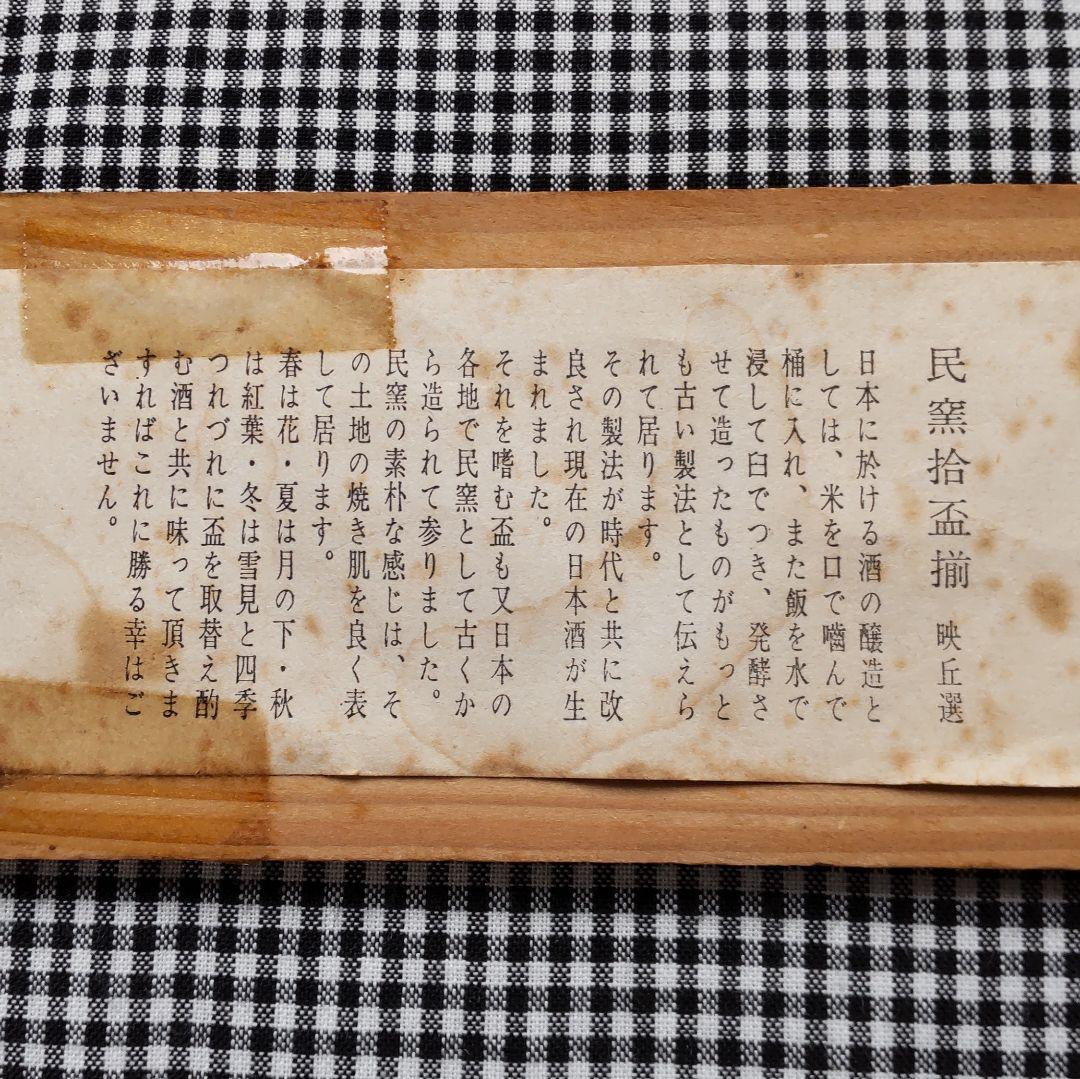 民窯拾盃揃 映丘選
日本に於ける酒の醸造と
しては、米を口で噛んで
桶に入れ、また飯を水で
浸して臼でつき、発酵さ
せて造ったものがもっと
も古い製法として伝えら
れて居ります。
その製法が時代と共に改
良され現在の日本酒が生
まれました。
それを嗜む盃も又日本の
各地で民窯として古くか
ら造られて参りました。
民窯の素朴な感じは、そ
の土地の焼き肌を良く表
して居ります。
春は花・夏は月の下・秋
は紅葉・冬は雪見と四季
つれづれに盃を取替え酌
む酒と共に味って頂きま
すればこれに勝る幸はご
ざいません。